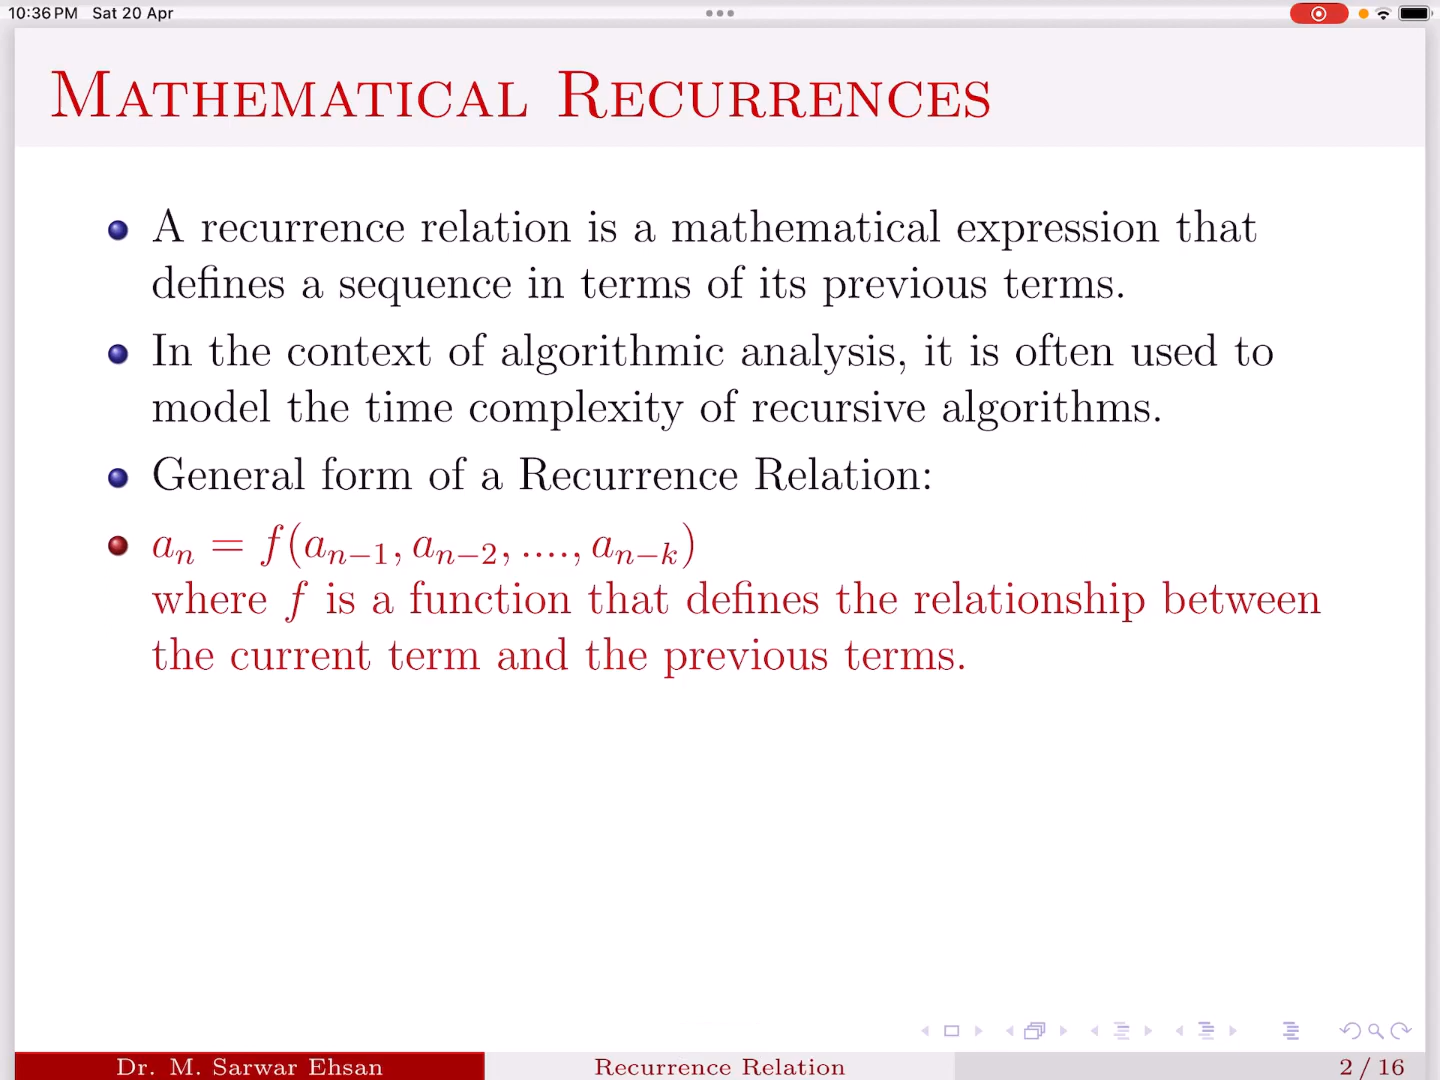 10:36 PM Sat 20 Apr
MATHEMATICAL RECURRENCES
A recurrence relation is a mathematical expression that
defines a sequence in terms of its previous terms.
In the context of algorithmic analysis, it is often used to
model the time complexity of recursive algorithms.
General form of a Recurrence Relation:
aₙ = f(aₙ₋₁, aₙ₋₂, ...., aₙ₋ₖ)
where f is a function that defines the relationship between
the current term and the previous terms.
Dr. M. Sarwar Ehsan Recurrence Relation 2 / 16